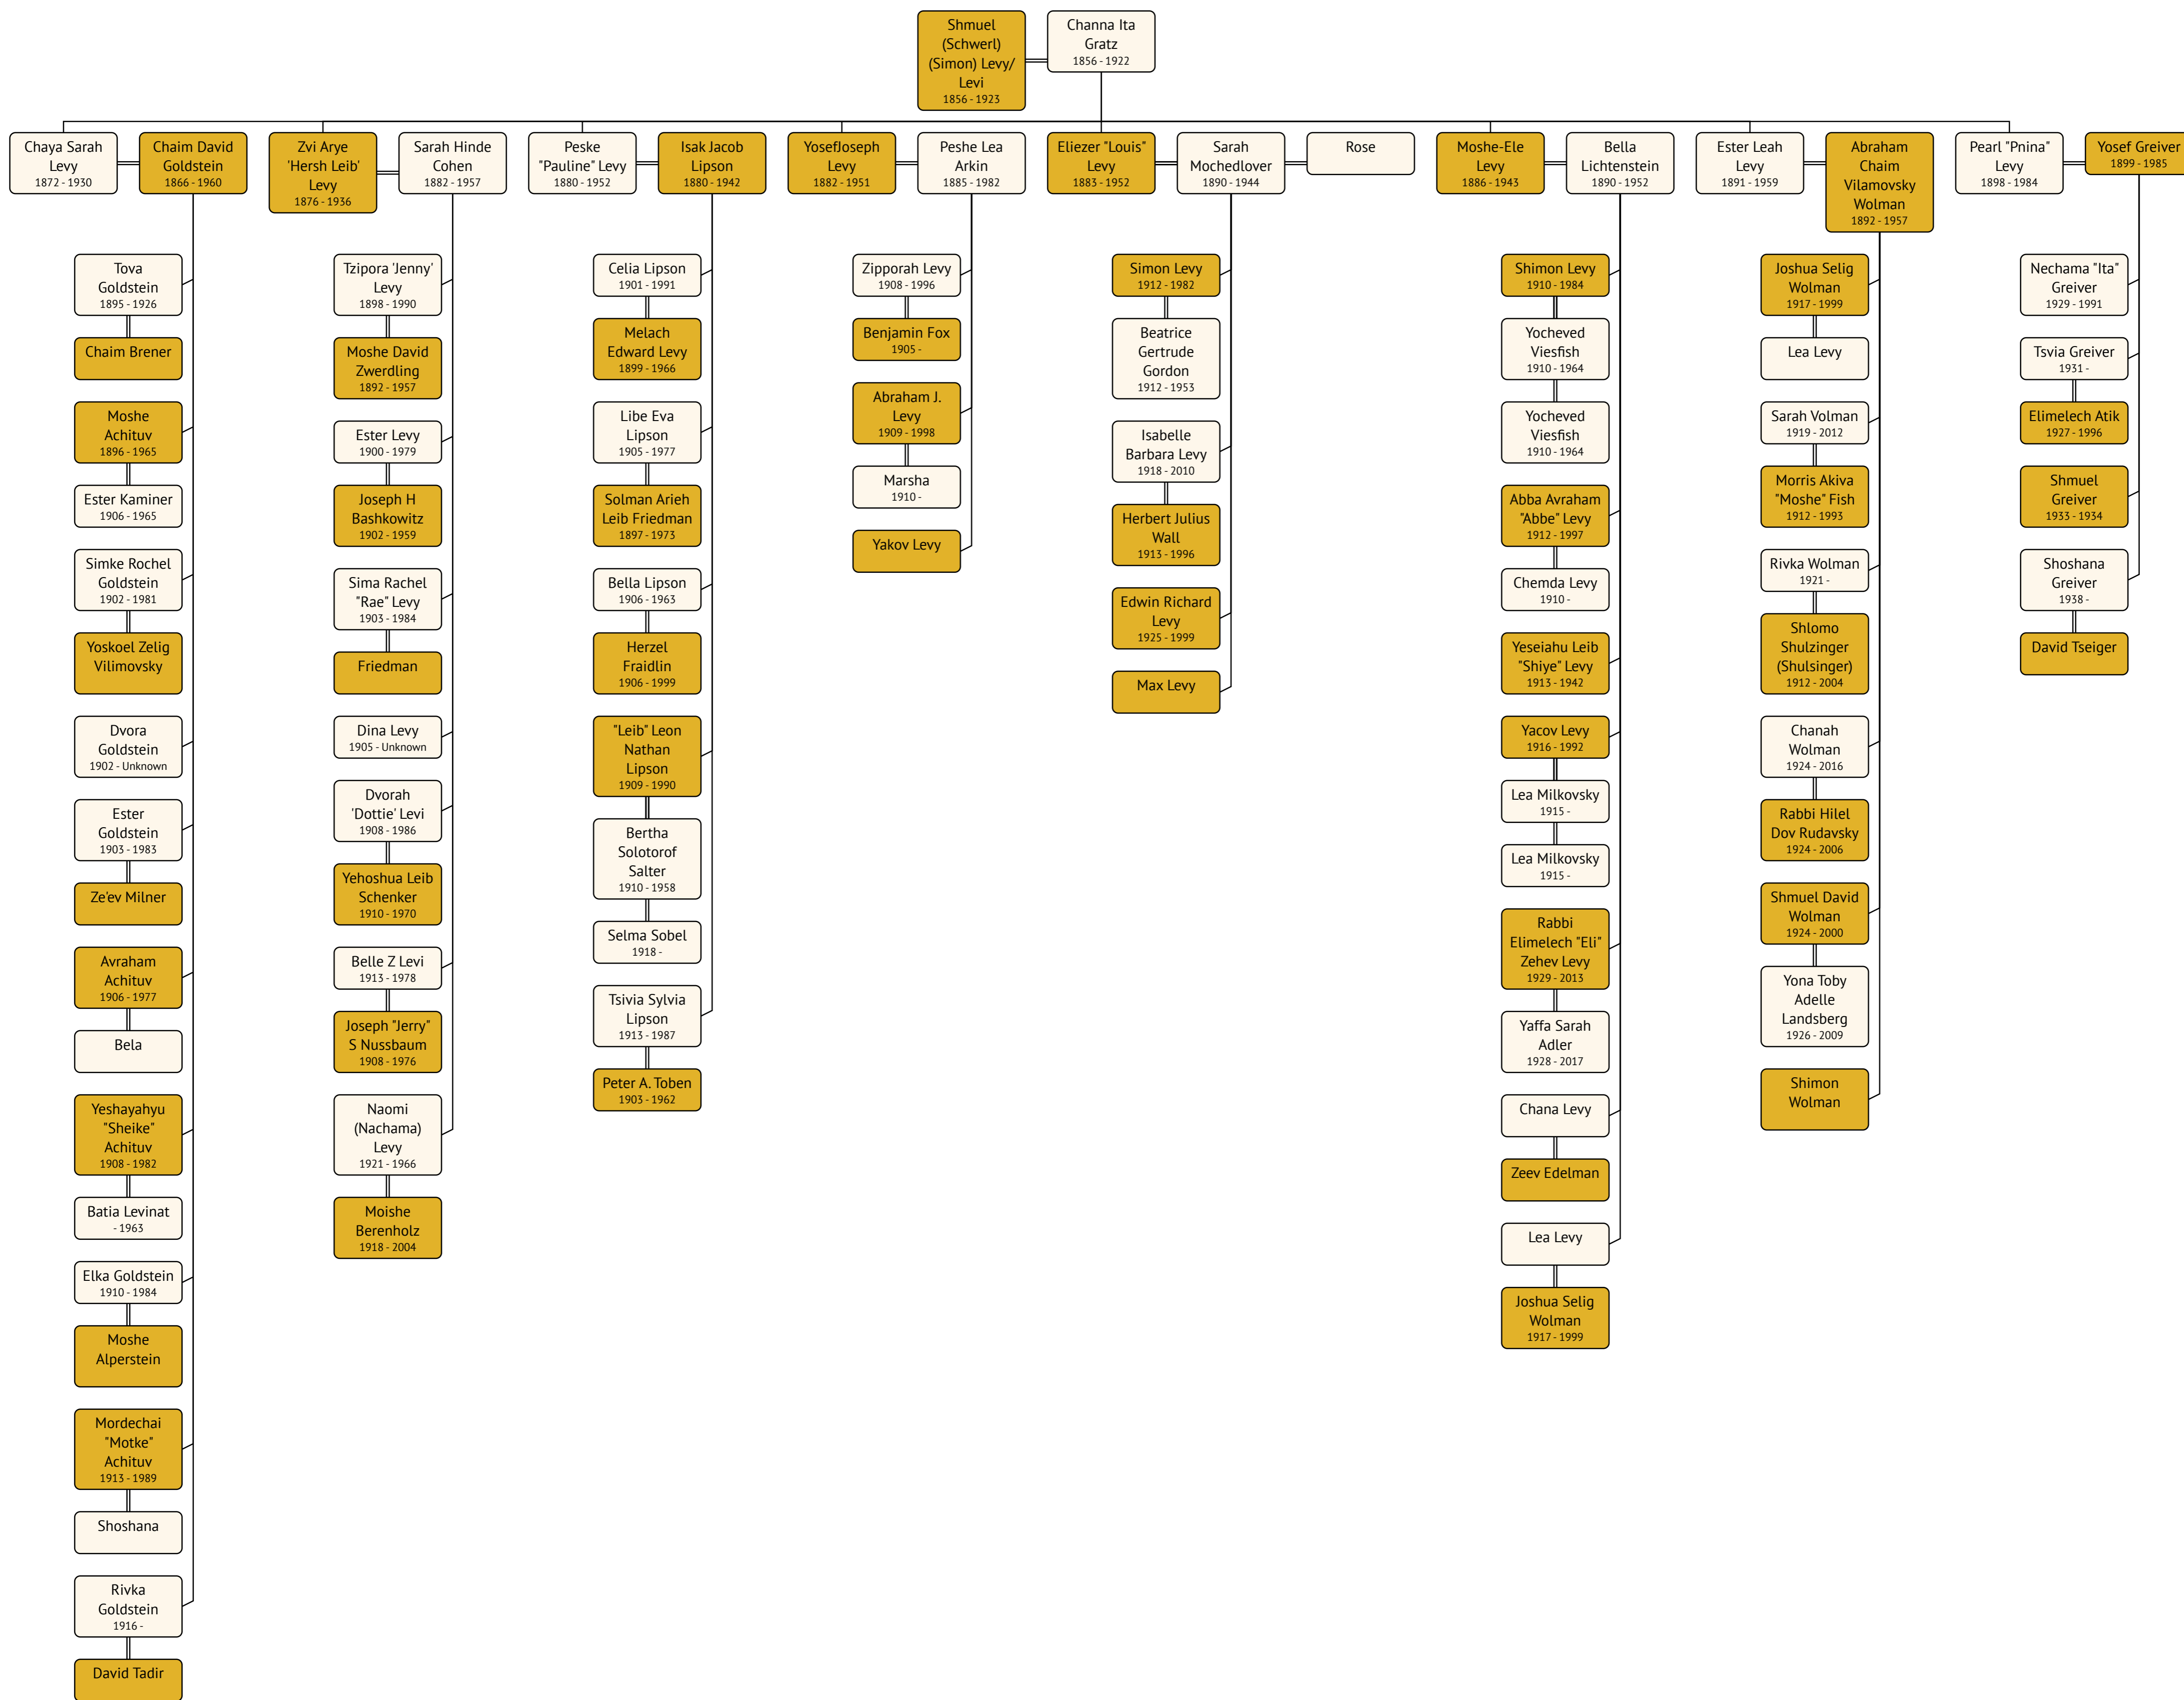 Shmuel
(Schwerl)
(Simon) Levy/
Levi
1856 - 1923
Channa Ita
Gratz
1856 - 1922
Chaya Sarah
Levy
1872 - 1930
Chaim David
Goldstein
1866 - 1960
Zvi Arye
'Hersh Leib'
Levy
1876 - 1936
Sarah Hinde
Cohen
1882 - 1957
Peske
"Pauline" Levy
1880 - 1952
Isak Jacob
Lipson
1880 - 1942
YosefJoseph
Levy
1882 - 1951
Peshe Lea
Arkin
1885 - 1982
Eliezer "Louis"
Levy
1883 - 1952
Sarah
Mochedlover
1890 - 1944
Rose
Moshe-Ele
Levy
1886 - 1943
Bella
Lichtenstein
1890 - 1952
Ester Leah
Levy
1891 - 1959
Abraham
Chaim
Vilamovsky
Wolman
1892 - 1957
Pearl "Pnina"
Levy
1898 - 1984
Yosef Greiver
1899 - 1985
Tova
Goldstein
1895 - 1926
Chaim Brener
Moshe
Achituv
1896 - 1965
Ester Kaminer
1906 - 1965
Simke Rochel
Goldstein
1902 - 1981
Yoskoel Zelig
Vilimovsky
Dvora
Goldstein
1902 - Unknown
Ester
Goldstein
1903 - 1983
Ze'ev Milner
Avraham
Achituv
1906 - 1977
Bela
Yeshayahyu
"Sheike"
Achituv
1908 - 1982
Batia Levinat
- 1963
Elka Goldstein
1910 - 1984
Moshe
Alperstein
Mordechai
"Motke"
Achituv
1913 - 1989
Shoshana
Rivka
Goldstein
1916 -
David Tadir
Tzipora 'Jenny'
Levy
1898 - 1990
Moshe David
Zwerdling
1892 - 1957
Ester Levy
1900 - 1979
Joseph H
Bashkowitz
1902 - 1959
Sima Rachel
"Rae" Levy
1903 - 1984
Friedman
Dina Levy
1905 - Unknown
Dvorah
'Dottie' Levi
1908 - 1986
Yehoshua Leib
Schenker
1910 - 1970
Belle Z Levi
1913 - 1978
Joseph "Jerry"
S Nussbaum
1908 - 1976
Naomi
(Nachama)
Levy
1921 - 1966
Moishe
Berenholz
1918 - 2004
Celia Lipson
1901 - 1991
Melach
Edward Levy
1899 - 1966
Libe Eva
Lipson
1905 - 1977
Solman Arieh
Leib Friedman
1897 - 1973
Bella Lipson
1906 - 1963
Herzel
Fraidlin
1906 - 1999
"Leib" Leon
Nathan
Lipson
1909 - 1990
Bertha
Solotorof
Salter
1910 - 1958
Selma Sobel
1918 -
Tsivia Sylvia
Lipson
1913 - 1987
Peter A. Toben
1903 - 1962
Zipporah Levy
1908 - 1996
Benjamin Fox
1905 -
Abraham J.
Levy
1909 - 1998
Marsha
1910 -
Yakov Levy
Simon Levy
1912 - 1982
Beatrice
Gertrude
Gordon
1912 - 1953
Isabelle
Barbara Levy
1918 - 2010
Herbert Julius
Wall
1913 - 1996
Edwin Richard
Levy
1925 - 1999
Max Levy
Shimon Levy
1910 - 1984
Yocheved
Viesfish
1910 - 1964
Yocheved
Viesfish
1910 - 1964
Abba Avraham
"Abbe" Levy
1912 - 1997
Chemda Levy
1910 -
Yeseiahu Leib
"Shiye" Levy
1913 - 1942
Yacov Levy
1916 - 1992
Lea Milkovsky
1915 -
Lea Milkovsky
1915 -
Rabbi
Elimelech "Eli"
Zehev Levy
1929 - 2013
Yaffa Sarah
Adler
1928 - 2017
Chana Levy
Zeev Edelman
Lea Levy
Joshua Selig
Wolman
1917 - 1999
Joshua Selig
Wolman
1917 - 1999
Lea Levy
Sarah Volman
1919 - 2012
Morris Akiva
"Moshe" Fish
1912 - 1993
Rivka Wolman
1921 -
Shlomo
Shulzinger
(Shulsinger)
1912 - 2004
Chanah
Wolman
1924 - 2016
Rabbi Hilel
Dov Rudavsky
1924 - 2006
Shmuel David
Wolman
1924 - 2000
Yona Toby
Adelle
Landsberg
1926 - 2009
Shimon
Wolman
Nechama "Ita"
Greiver
1929 - 1991
Tsvia Greiver
1931 -
Elimelech Atik
1927 - 1996
Shmuel
Greiver
1933 - 1934
Shoshana
Greiver
1938 -
David Tseiger